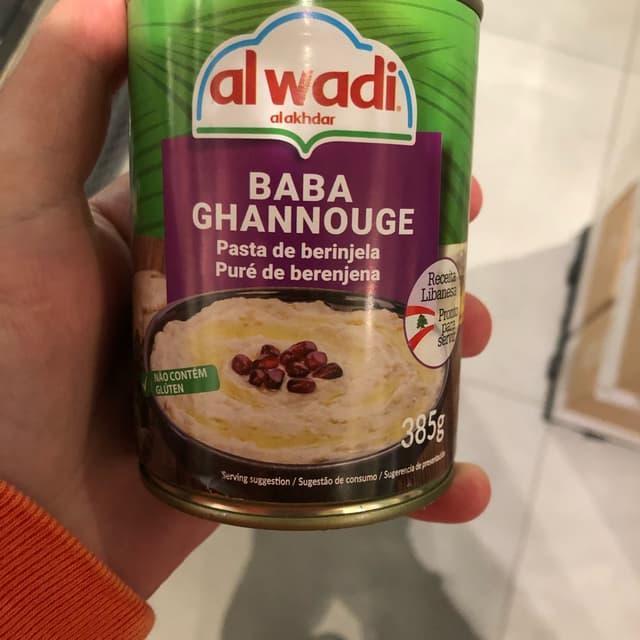 al wadi
al akhdar
BABA
GHANNOUGE
Pasta de berinjela
Puré de berenjena
Receita
Libanesa
Pronto
para
servir
NÃO CONTÉM
GLÚTEN
385g
Serving suggestion / Sugestão de consumo / Sugerencia de presentación